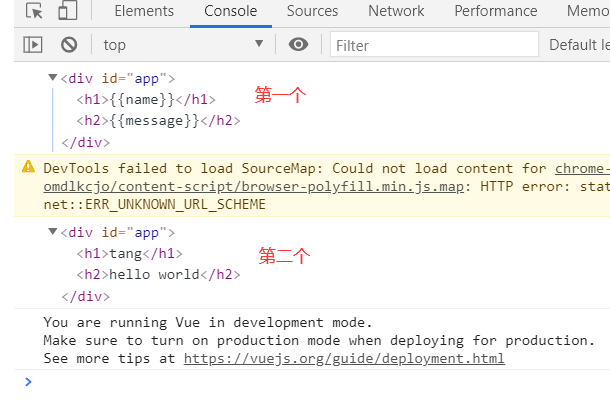 Elements Console Sources Network Performance Memo
top Filter Default le
▼<div id="app">
<h1>{{name}}</h1> 第一个
<h2>{{message}}</h2>
</div>
DevTools failed to load SourceMap: Could not load content for chrome-
omdlkcjo/content-script/browser-polyfill.min.js.map: HTTP error: stat
net::ERR_UNKNOWN_URL_SCHEME
▼<div id="app">
<h1>tang</h1> 第二个
<h2>hello world</h2>
</div>
You are running Vue in development mode.
Make sure to turn on production mode when deploying for production.
See more tips at https://vuejs.org/guide/deployment.html